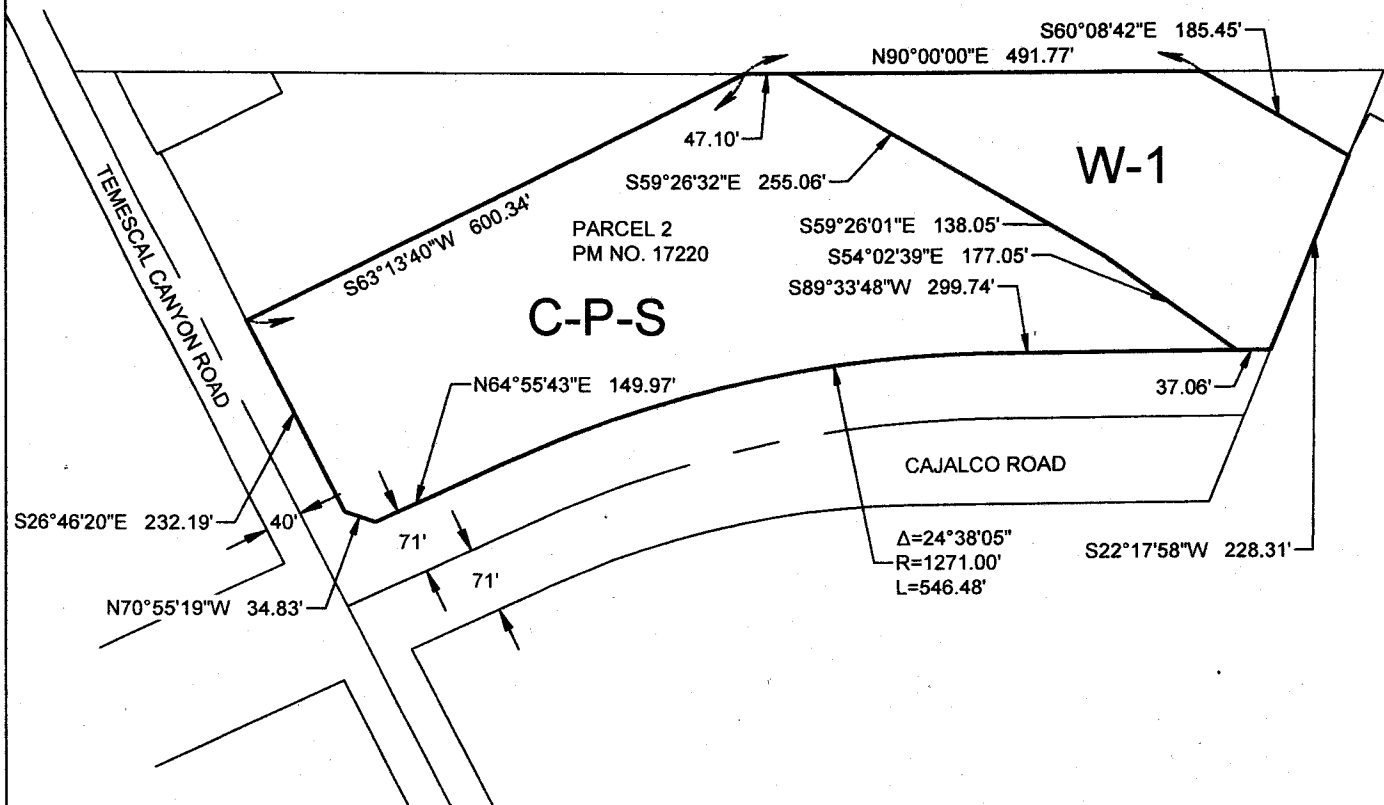 S60°08'42"E 185.45'
N90°00'00"E 491.77'
47.10'
S59°26'32"E 255.06'
W-1
TEMESCAL CANYON ROAD
S63°13'40"W 600.34'
PARCEL 2
PM NO. 17220
S59°26'01"E 138.05'
S54°02'39"E 177.05'
S89°33'48"W 299.74'
C-P-S
N64°55'43"E 149.97'
37.06'
CAJALCO ROAD
S26°46'20"E 232.19'
40'
71'
71'
Δ=24°38'05"
R=1271.00'
L=546.48'
S22°17'58"W 228.31'
N70°55'19"W 34.83'